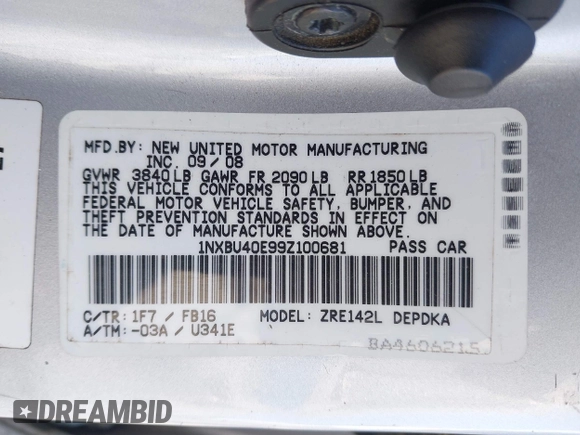 MFD.BY: NEW UNITED MOTOR MANUFACTURING
INC. 09/08
GVWR 3840LB GAWR FR 2090LB RR1850LB
THIS VEHICLE CONFORMS TO ALL APPLICABLE
FEDERAL MOTOR VEHICLE SAFETY, BUMPER, AND
THEFT PREVENTION STANDARDS IN EFFECT ON
THE DATE OF MANUFACTURE SHOWN ABOVE.
1NXBU40E99Z100681 PASS CAR
C/TR: 1F7 / FB16 MODEL: ZRE142L DEPDKA
A/TM: -03A / U341E
BA4606215
DREAMBID